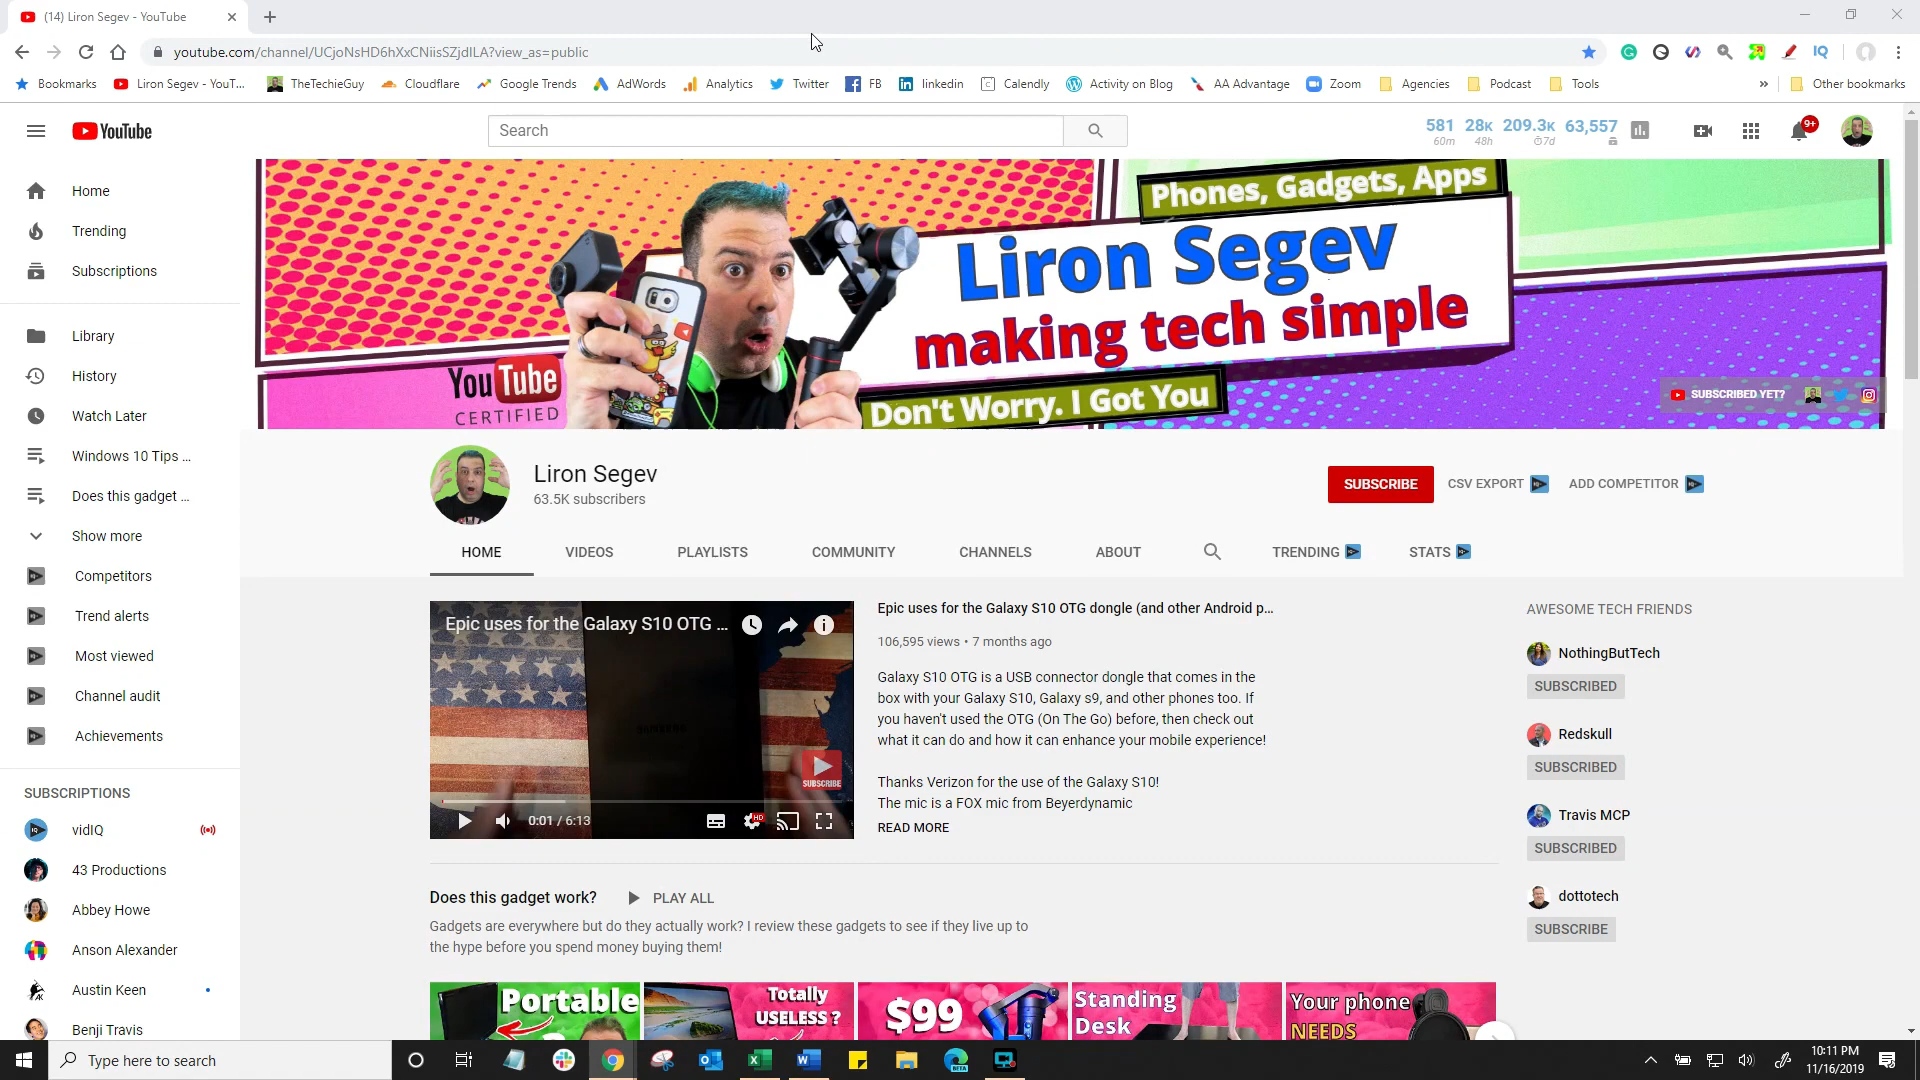 (14) Liron Segev - YouTube
youtube.com/channel/UCjoNsHD6hXxCNiisSZjdILA?view_as=public
Bookmarks
Liron Segev - YouT...
TheTechieGuy
Cloudflare
Google Trends
AdWords
Analytics
Twitter
FB
linkedin
Calendly
Activity on Blog
AA Advantage
Zoom
Agencies
Podcast
Tools
Other bookmarks
YouTube
Search
581 28K 209.3K 63,557
60m 48h 7d
9+
Home
Trending
Subscriptions
Library
History
Watch Later
Windows 10 Tips ...
Does this gadget ...
Show more
Competitors
Trend alerts
Most viewed
Channel audit
Achievements
SUBSCRIPTIONS
vidIQ
43 Productions
Abbey Howe
Anson Alexander
Austin Keen
Benji Travis
Phones, Gadgets, Apps
Liron Segev
making tech simple
Don't Worry. I Got You
YouTube
CERTIFIED
SUBSCRIBED YET?
Liron Segev
63.5K subscribers
SUBSCRIBE
CSV EXPORT
ADD COMPETITOR
HOME
VIDEOS
PLAYLISTS
COMMUNITY
CHANNELS
ABOUT
TRENDING
STATS
Epic uses for the Galaxy S10 OTG ...
SAMSUNG
SUBSCRIBE
0:01 / 6:13
HD
Epic uses for the Galaxy S10 OTG dongle (and other Android p...
106,595 views • 7 months ago
Galaxy S10 OTG is a USB connector dongle that comes in the
box with your Galaxy S10, Galaxy s9, and other phones too. If
you haven't used the OTG (On The Go) before, then check out
what it can do and how it can enhance your mobile experience!
Thanks Verizon for the use of the Galaxy S10!
The mic is a FOX mic from Beyerdynamic
READ MORE
AWESOME TECH FRIENDS
NothingButTech
SUBSCRIBED
Redskull
SUBSCRIBED
Travis MCP
SUBSCRIBED
dottotech
SUBSCRIBE
Does this gadget work?
PLAY ALL
Gadgets are everywhere but do they actually work? I review these gadgets to see if they live up to
the hype before you spend money buying them!
Portable
Totally
USELESS ?
$99
Standing
Desk
Your phone
NEEDS
Type here to search
10:11 PM
11/16/2019